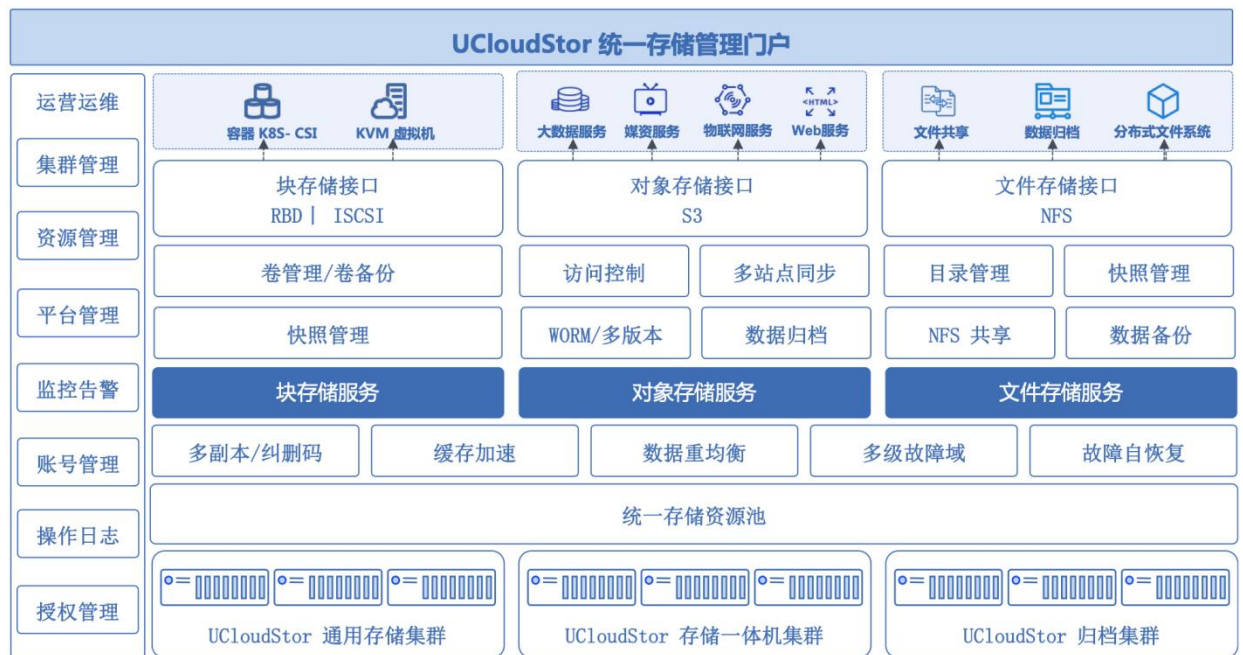 UCloudStor 统一存储管理门户
运营运维
集群管理
资源管理
平台管理
监控告警
账号管理
操作日志
授权管理
容器 K8S- CSI
KVM 虚拟机
大数据服务
媒资服务
物联网服务
<HTML>
Web服务
文件共享
数据归档
分布式文件系统
块存储接口
RBD| ISCSI
对象存储接口
S3
文件存储接口
NFS
卷管理/卷备份
访问控制
多站点同步
目录管理
快照管理
快照管理
WORM/多版本
数据归档
NFS 共享
数据备份
块存储服务
对象存储服务
文件存储服务
多副本/纠删码
缓存加速
数据重均衡
多级故障域
故障自恢复
统一存储资源池
UCloudStor 通用存储集群
UCloudStor 存储一体机集群
UCloudStor 归档集群